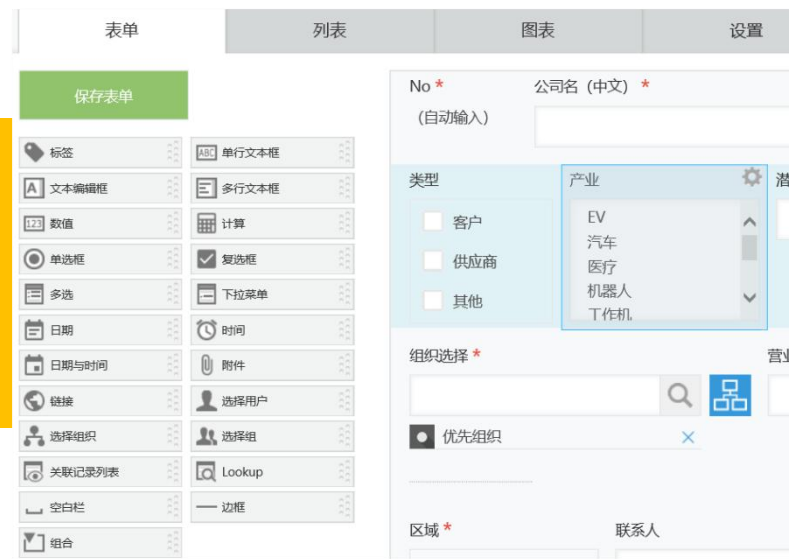 表单 列表 图表 设置
保存表单
标签 ABC 单行文本框
A 文本编辑框 多行文本框
123 数值 计算
单选框 复选框
多选 下拉菜单
日期 时间
日期与时间 附件
链接 选择用户
选择组织 选择组
关联记录列表 Lookup
空白栏 边框
组合
No * 公司名（中文） *
（自动输入）
类型 产业
客户
供应商
其他
EV
汽车
医疗
机器人
工作机
组织选择 *
优先组织
区域 * 联系人